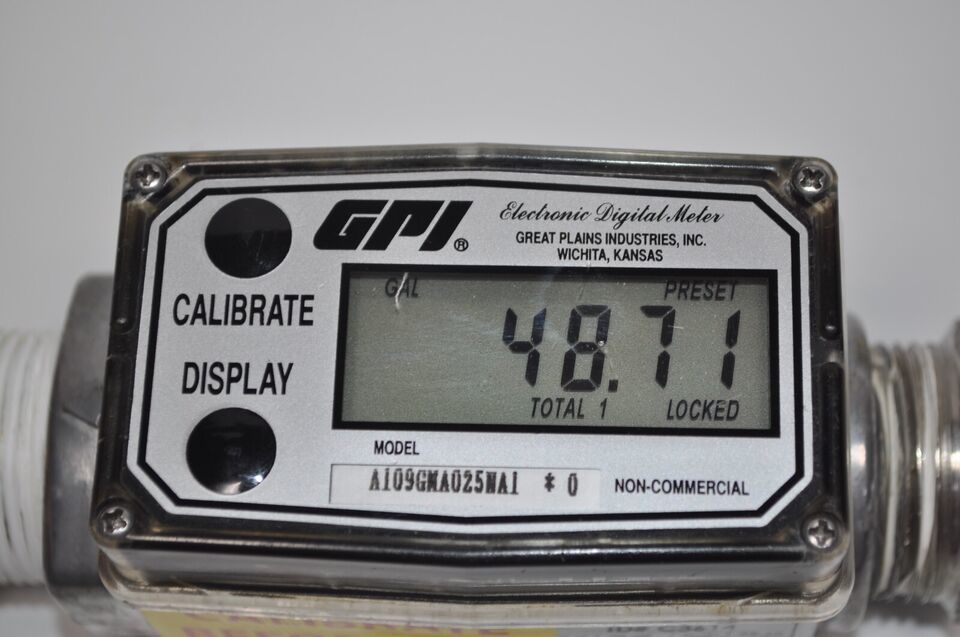 GPI®
Electronic Digital Meter
GREAT PLAINS INDUSTRIES, INC.
WICHITA, KANSAS
CALIBRATE
DISPLAY
GAL PRESET
48.71
TOTAL 1 LOCKED
MODEL
A109GMA025NA1 * 0
NON-COMMERCIAL
CALIBRATE